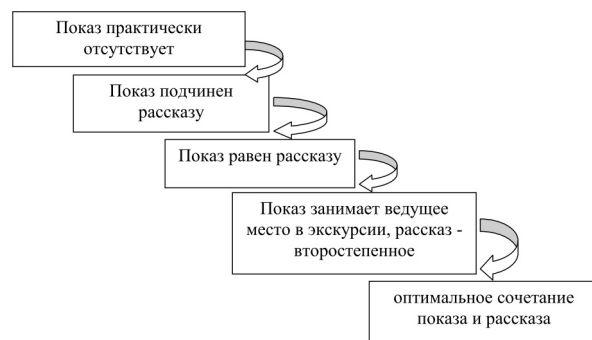 Показ практически
отсутствует
Показ подчинен
рассказу
Показ равен рассказу
Показ занимает ведущее
место в экскурсии, рассказ -
второстепенное
оптимальное сочетание
показа и рассказа